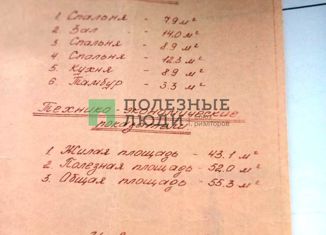 1. Спальня - 7.9 м²
2. Зал - 14.0 м²
3. Спальня - 8.9 м²
4. Спальня - 12.3 м²
5. Кухня - 8.9 м²
6. Тамбур - 3.3 м²
ПОЛЕЗНЫЕ
ЛЮДИ
риэлторов
Технико-экономические
показатели
1. Жилая площадь - 43.1 м²
2. Полезная площадь - 52.0 м²
3. Общая площадь - 55.3 м²